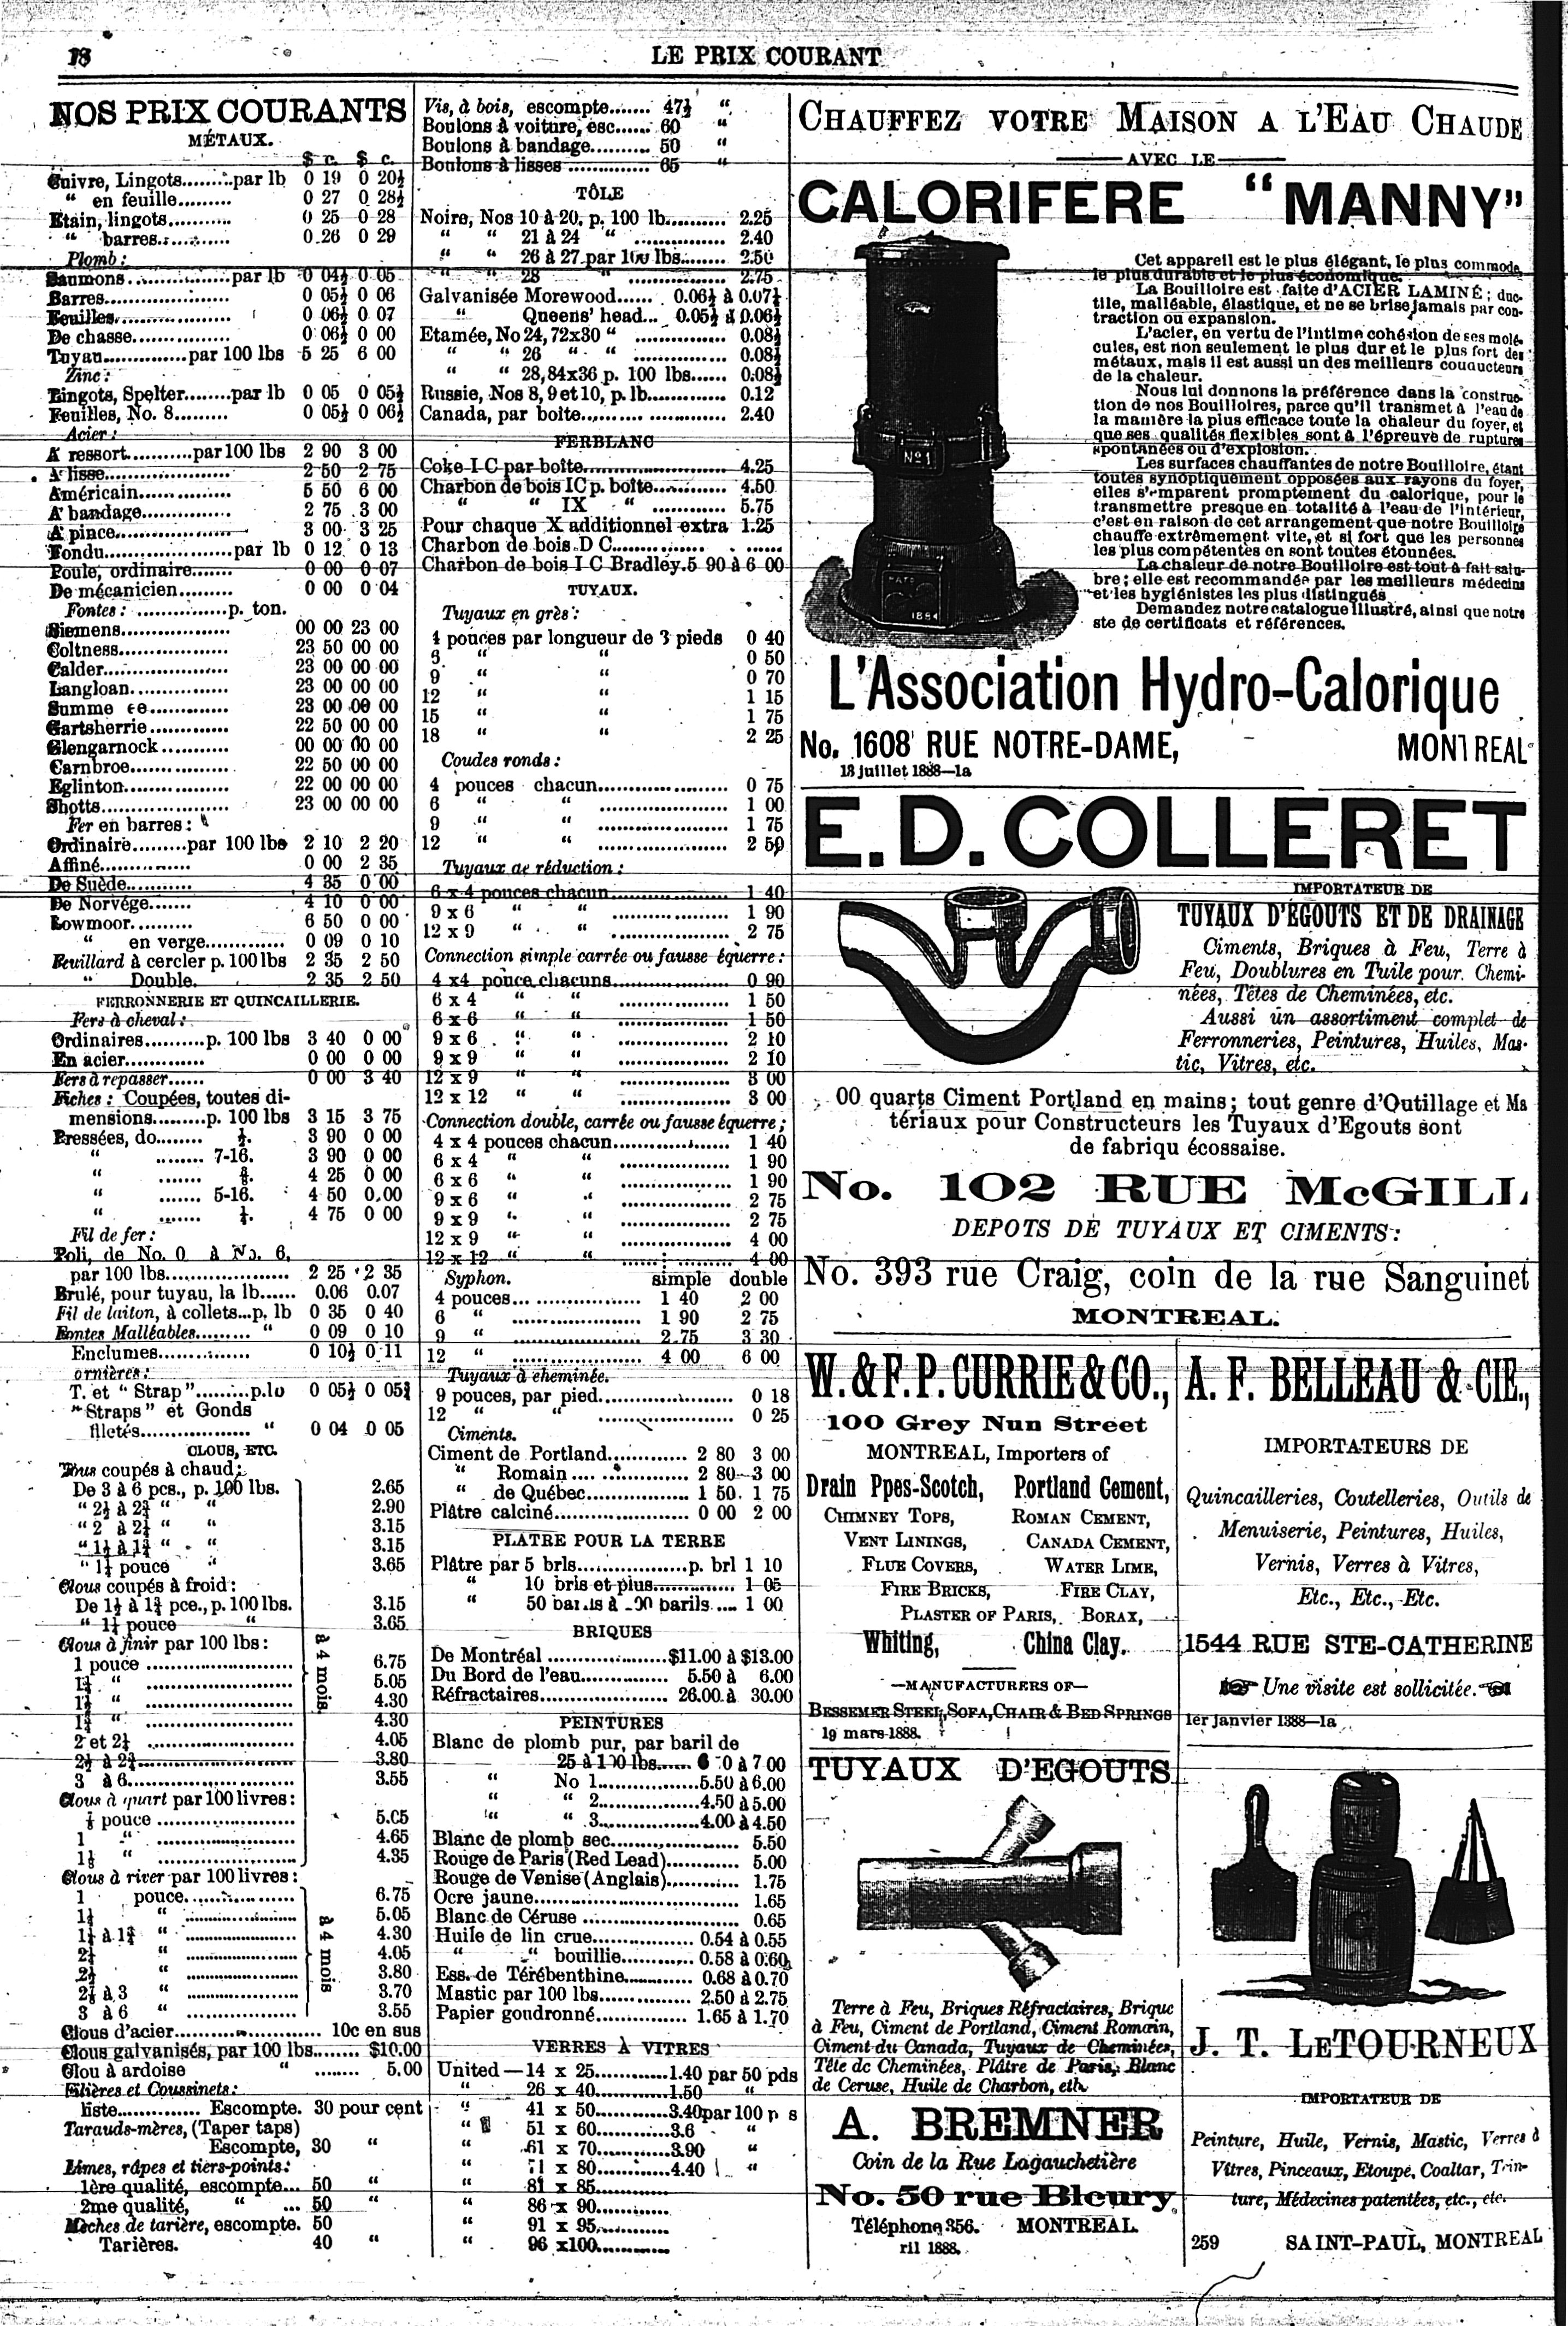 18
LE PRIX COURANT
NOS PRIX COURANTS
MÉTAUX.
$ c. $ c.
Cuivre, Lingots.........par lb 0 19 0 20½
“ en feuille......... 0 27 0 28½
Etain, lingots.......... 0 25 0 28
“ barres........... 0.26 0 29
Plomb :
Saumons..............par lb 0 04½ 0 05
Barres.................... 0 05½ 0 06
Feuilles................... 0 06½ 0 07
De chasse................ 0 06½ 0 00
Tuyau............par 100 lbs 5 25 6 00
Zinc :
Lingots, Spelter.......par lb 0 05 0 05½
Feuilles, No. 8......... 0 05½ 0 06½
Acier :
A ressort..........par 100 lbs 2 90 3 00
A lisse.................... 2 50 2 75
Américain.............. 5 50 6 00
A bandage.............. 2 75 3 00
A pince.................. 3 00 3 25
Fondu..................par lb 0 12 0 13
Poule, ordinaire....... 0 00 0 07
De mécanicien......... 0 00 0 04
Fontes : .............p. ton.
Siemens.................. 00 00 23 00
Coltness.................. 23 50 00 00
Calder.................... 23 00 00 00
Langloan................ 23 00 00 00
Summe ee.............. 23 00 00 00
Gartsherrie............. 22 50 00 00
Glengarnock........... 00 00 00 00
Carnbroe................ 22 50 00 00
Eglinton................. 22 00 00 00
Shotts.................... 23 00 00 00
Fer en barres :
Ordinaire.........par 100 lbs 2 10 2 20
Affiné.............. 0 00 2 35
De Suède........... 4 35 0 00
De Norvége....... 4 10 0 00
Lowmoor.......... 6 50 0 00
“ en verge............ 0 09 0 10
Feuillard à cercler p. 100 lbs 2 35 2 50
“ Double. 2 35 2 50
FERRONNERIE ET QUINCAILLERIE.
Fers à cheval :
Ordinaires..........p. 100 lbs 3 40 0 00
En acier............. 0 00 0 00
Fers à repasser...... 0 00 3 40
Fiches : Coupées, toutes di-
mensions.........p. 100 lbs 3 15 3 75
Pressées, do........ ½. 3 90 0 00
“ ........ 7-16. 3 90 0 00
“ ....... ⅜. 4 25 0 00
“ ....... 5-16. 4 50 0.00
“ ....... ¼. 4 75 0 00
Fil de fer :
Poli, de No. 0 à No. 6,
par 100 lbs.................... 2 25 2 35
Brulé, pour tuyau, la lb...... 0.06 0.07
Fil de laiton, à collets...p. lb 0 35 0 40
Fontes Malléables......... “ 0 09 0 10
Enclumes............... 0 10½ 0 11
ornières :
T. et “ Strap”.........p.lb 0 05½ 0 05¾
“Straps” et Gonds
filetés................. “ 0 04 0 05
CLOUS, ETC.
coupés à chaud :
De 3 à 6 pcs., p. 100 lbs. 2.65
“ 2½ à 2¾ “ “ 2.90
“ 2 à 2¼ “ “ 3.15
“ 1½ à 1¾ “ “ 3.15
“ 1¼ pouce “ 3.65
Clous coupés à froid :
De 1½ à 1¾ pce., p. 100 lbs. 3.15
“ 1¼ pouce “ 3.65
Clous à finir par 100 lbs :
1 pouce ........................... 6.75
1¼ “ ........................... 5.05
1½ “ ........................... 4.30
1¾ “ ........................... 4.30
2 et 2¼ ........................... 4.05
2½ à 2¾........................... 3.80
3 à 6........................... 3.55
à 4 mois.
Clous à quart par 100 livres :
⅞ pouce ........................ 5.05
1 “ ........................ 4.65
1⅛ “ ........................ 4.35
Clous à river par 100 livres :
1 pouce................... 6.75
1¼ “ ................... 5.05
1½ à 1¾ “ ................... 4.30
2¼ “ ................... 4.05
2½ “ ................... 3.80
2½ à 3 “ ................... 3.70
3 à 6 “ ................... 3.55
à 4 mois
Clous d'acier...................... 10c en sus
Clous galvanisés, par 100 lbs....... $10.00
Clou à ardoise “ ........ 5.00
Filières et Coussinets :
liste............. Escompte. 30 pour cent
Tarauds-mères, (Taper taps)
Escompte, 30 “
Limes, râpes et tiers-points :
1ère qualité, escompte... 50 “
2me qualité, “ ... 50 “
Mèches de tarière, escompte. 50
Tarières. 40 “
Vis, à bois, escompte....... 47½ “
Boulons à voiture, esc...... 60 “
Boulons à bandage.......... 50 “
Boulons à lisses .............. 65 “
TÔLE
Noire, Nos 10 à 20, p. 100 lb.......... 2.25
“ “ 21 à 24 “ ............... 2.40
“ “ 26 à 27 par 100 lbs........ 2.50
“ “ 28 “ ............... 2.75
Galvanisée Morewood...... 0.06½ à 0.07½
“ Queens' head... 0.05½ à 0.06½
Etamée, No 24, 72x30 “ ............... 0.08½
“ “ 26 “ “ ............... 0.08½
“ “ 28, 84x36 p. 100 lbs...... 0.08½
Russie, Nos 8, 9 et 10, p. lb........... 0.12
Canada, par boîte...................... 2.40
FERBLANC
Coke I C par boîte....................... 4.25
Charbon de bois IC p. boîte............ 4.50
“ “ IX “ ............ 5.75
Pour chaque X additionnel extra 1.25
Charbon de bois D C.............. . ......
Charbon de bois I C Bradley. 5 90 à 6 00
TUYAUX.
Tuyaux en grès :
4 pouces par longueur de 3 pieds 0 40
6 “ “ 0 50
9 “ “ 0 70
12 “ “ 1 15
15 “ “ 1 75
18 “ “ 2 25
Coudes ronds :
4 pouces chacun..................... 0 75
6 “ “ ..................... 1 00
9 “ “ ..................... 1 75
12 “ “ ..................... 2 50
Tuyaux de réduction :
6 x 4 pouces chacun................... 1 40
9 x 6 “ “ ................... 1 90
12 x 9 “ “ ................... 2 75
Connection simple carrée ou fausse équerre :
4 x4 pouce chacuns................... 0 90
6 x 4 “ “ ................... 1 50
6 x 6 “ “ ................... 1 50
9 x 6 “ “ ................... 2 10
9 x 9 “ “ ................... 2 10
12 x 9 “ “ ................... 3 00
12 x 12 “ “ ................... 3 00
Connection double, carrée ou fausse équerre ;
4 x 4 pouces chacun................... 1 40
6 x 4 “ “ ................... 1 90
6 x 6 “ “ ................... 1 90
9 x 6 “ “ ................... 2 75
9 x 9 “ “ ................... 2 75
12 x 9 “ “ ................... 4 00
12 x 12 “ “ ................... 4 00
Syphon. simple double
4 pouces................... 1 40 2 00
6 “ ................... 1 90 2 75
9 “ ................... 2.75 3 30
12 “ ................... 4 00 6 00
Tuyaux à cheminée.
9 pouces, par pied..................... 0 18
12 “ “ ..................... 0 25
Ciments.
Ciment de Portland............ 2 80 3 00
“ Romain .... ............ 2 80 3 00
“ de Québec................ 1 50 1 75
Plâtre calciné...................... 0 00 2 00
PLATRE POUR LA TERRE
Plâtre par 5 brls................p. brl 1 10
“ 10 brls et plus............. 1 05
“ 50 barils à 00 barils .... 1 00
BRIQUES
De Montréal ....................$11.00 à $13.00
Du Bord de l'eau............. 5.50 à 6.00
Réfractaires..................... 26.00 à 30.00
PEINTURES
Blanc de plomb pur, par baril de
25 à 100 lbs...... 6 0 à 7 00
“ No 1................5.50 à 6.00
“ “ 2................4.50 à 5.00
“ “ 3................4.00 à 4.50
Blanc de plomb sec...................... 5.50
Rouge de Paris (Red Lead)............ 5.00
Rouge de Venise (Anglais)............ 1.75
Ocre jaune................................ 1.65
Blanc de Céruse ........................ 0.65
Huile de lin crue................ 0.54 à 0.55
“ “ bouillie........... 0.58 à 0.60
Ess. de Térébenthine............ 0.68 à 0.70
Mastic par 100 lbs............... 2.50 à 2.75
Papier goudronné................. 1.65 à 1.70
VERRES À VITRES
United — 14 x 25............1.40 par 50 pds
“ 26 x 40............1.50 “
“ 41 x 50............3.40 par 100 p s
“ 51 x 60............3.6 “
“ 61 x 70............3.90 “
“ 71 x 80............4.40 “
“ 81 x 85............
“ 86 x 90............
“ 91 x 95............
“ 96 x100............
CHAUFFEZ VOTRE MAISON A L'EAU CHAUDE
AVEC LE
CALORIFERE “MANNY”
No 1
1884
Cet appareil est le plus élégant, le plus commode,
le plus durable et le plus économique.
La Bouilloire est faite d'ACIER LAMINÉ ; duc-
tile, malléable, élastique, et ne se brise jamais par con-
traction ou expansion.
L'acier, en vertu de l'intime cohésion de ses molé-
cules, est non seulement le plus dur et le plus fort des
métaux, mais il est aussi un des meilleurs couducteurs
de la chaleur.
Nous lui donnons la préférence dans la construc-
tion de nos Bouilloires, parce qu'il transmet à l'eau de
la manière la plus efficace toute la chaleur du foyer, et
que ses qualités flexibles sont à l'épreuve de ruptures
spontanées ou d'explosion.
Les surfaces chauffantes de notre Bouilloire, étant
toutes synoptiquement opposées aux rayons du foyer,
elles s'emparent promptement du calorique, pour le
transmettre presque en totalité à l'eau de l'intérieur,
c'est en raison de cet arrangement que notre Bouilloire
chauffe extrêmement vite, et si fort que les personnes
les plus compétentes en sont toutes étonnées.
La chaleur de notre Bouilloire est tout à fait salu-
bre ; elle est recommandée par les meilleurs médecins
et les hygiénistes les plus distingués
Demandez notre catalogue illustré, ainsi que notre
ste de certificats et références.
L'Association Hydro-Calorique
No. 1608 RUE NOTRE-DAME, MONTREAL
13 juillet 1888—1a
E. D. COLLERET
IMPORTATEUR DE
TUYAUX D'ÉGOUTS ET DE DRAINAGE
Ciments, Briques à Feu, Terre à
Feu, Doublures en Tuile pour Chemi-
nées, Têtes de Cheminées, etc.
Aussi un assortiment complet de
Ferronneries, Peintures, Huiles, Mas-
tic, Vitres, etc.
00 quarts Ciment Portland en mains ; tout genre d'Outillage et Ma
tériaux pour Constructeurs les Tuyaux d'Egouts sont
de fabriqu écossaise.
No. 102 RUE McGILL
DEPOTS DE TUYAUX ET CIMENTS :
No. 393 rue Craig, coin de la rue Sanguinet
MONTREAL.
W. & F. P. CURRIE & CO.,
100 Grey Nun Street
MONTREAL, Importers of
Drain Ppes-Scotch, Portland Cement,
CHIMNEY TOPS, ROMAN CEMENT,
VENT LININGS, CANADA CEMENT,
FLUE COVERS, WATER LIME,
FIRE BRICKS, FIRE CLAY,
PLASTER OF PARIS, BORAX,
Whiting, China Clay.
—MANUFACTURERS OF—
BESSEMER STEEL, SOFA, CHAIR & BED SPRINGS
19 mars 1888.
A. F. BELLEAU & CIE.,
IMPORTATEURS DE
Quincailleries, Coutelleries, Outils de
Menuiserie, Peintures, Huiles,
Vernis, Verres à Vitres,
Etc., Etc., Etc.
1544 RUE STE-CATHERINE
Une visite est sollicitée.
1er janvier 1888—1a
TUYAUX D'EGOUTS
Terre à Feu, Briques Réfractaires, Brique
à Feu, Ciment de Portland, Ciment Romain,
Ciment du Canada, Tuyaux de Cheminées,
Tête de Cheminées, Plâtre de Paris, Blanc
de Ceruse, Huile de Charbon, etc.
A. BREMNER
Coin de la Rue Lagauchetière
No. 50 rue Bleury
Téléphone 356. MONTREAL.
ril 1888.
J. T. LETOURNEUX
IMPORTATEUR DE
Peinture, Huile, Vernis, Mastic, Verres à
Vitres, Pinceaux, Etoupe, Coaltar, Trin-
ture, Médecines patentées, etc., etc.
259 SAINT-PAUL, MONTREAL